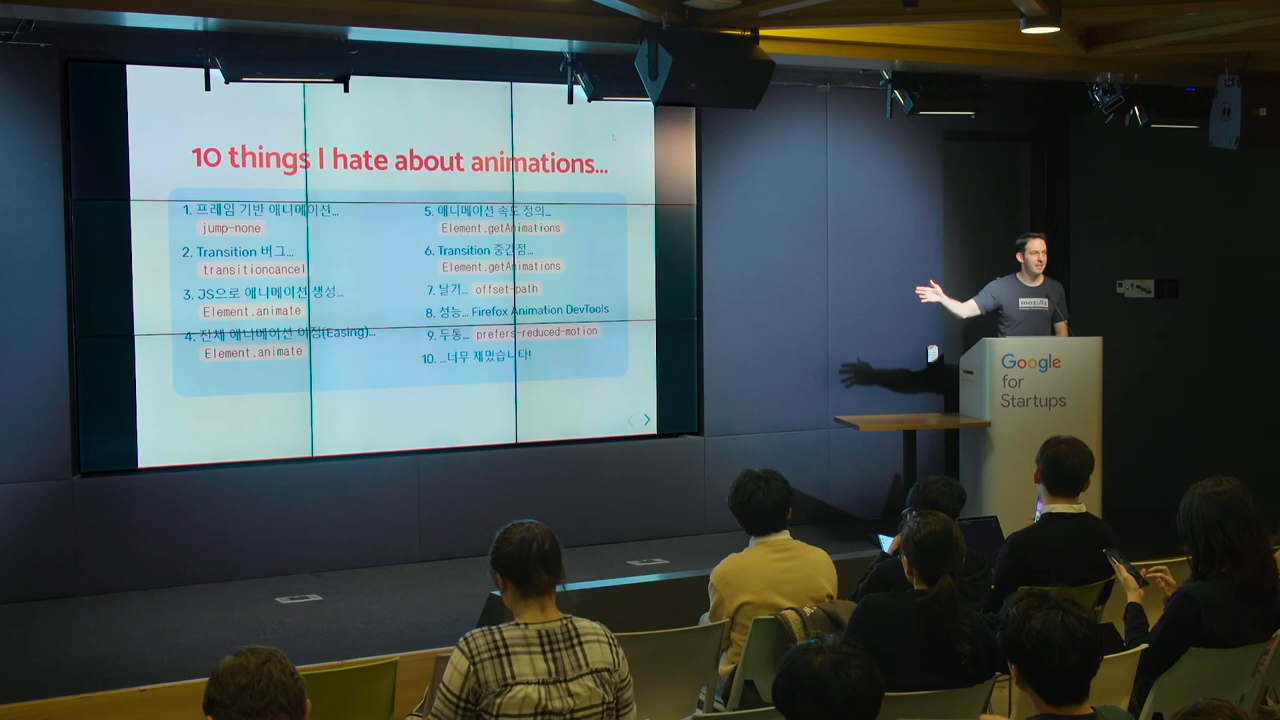 10 things I hate about animations...
1. 프레임 기반 애니메이션...
jump-none
2. Transition 버그...
transitioncancel
3. JS으로 애니메이션 생성...
Element.animate
4. 전체 애니메이션 이징(Easing)...
Element.animate
5. 애니메이션 속도 정의...
Element.getAnimations
6. Transition 중간점...
Element.getAnimations
7. 날기... offset-path
8. 성능... Firefox Animation DevTools
9. 두통... prefers-reduced-motion
10. ...너무 재밌습니다!
moz://a
Google
for
Startups